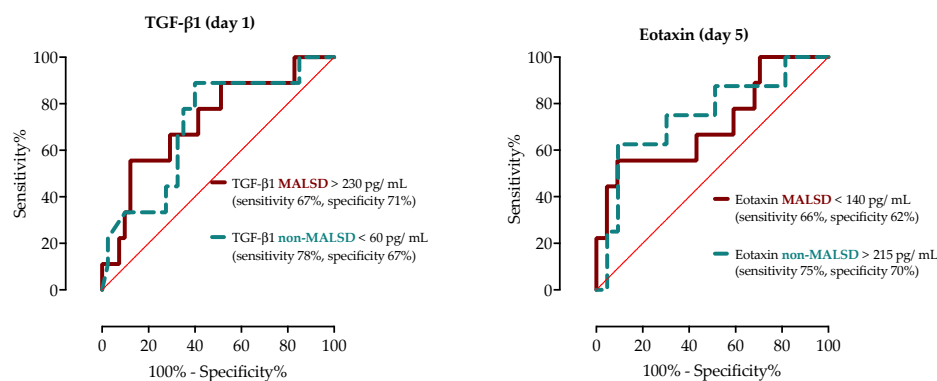 TGF-β1 (day 1)
100
80
60
40
20
0
Sensitivity%
TGF-β1 MALSD > 230 pg/ mL
(sensitivity 67%, specificity 71%)
TGF-β1 non-MALSD < 60 pg/ mL
(sensitivity 78%, specificity 67%)
0 20 40 60 80 100
100% - Specificity%
Eotaxin (day 5)
100
80
60
40
20
0
Sensitivity%
Eotaxin MALSD < 140 pg/ mL
(sensitivity 66%, specificity 62%)
Eotaxin non-MALSD > 215 pg/ mL
(sensitivity 75%, specificity 70%)
0 20 40 60 80 100
100% - Specificity%